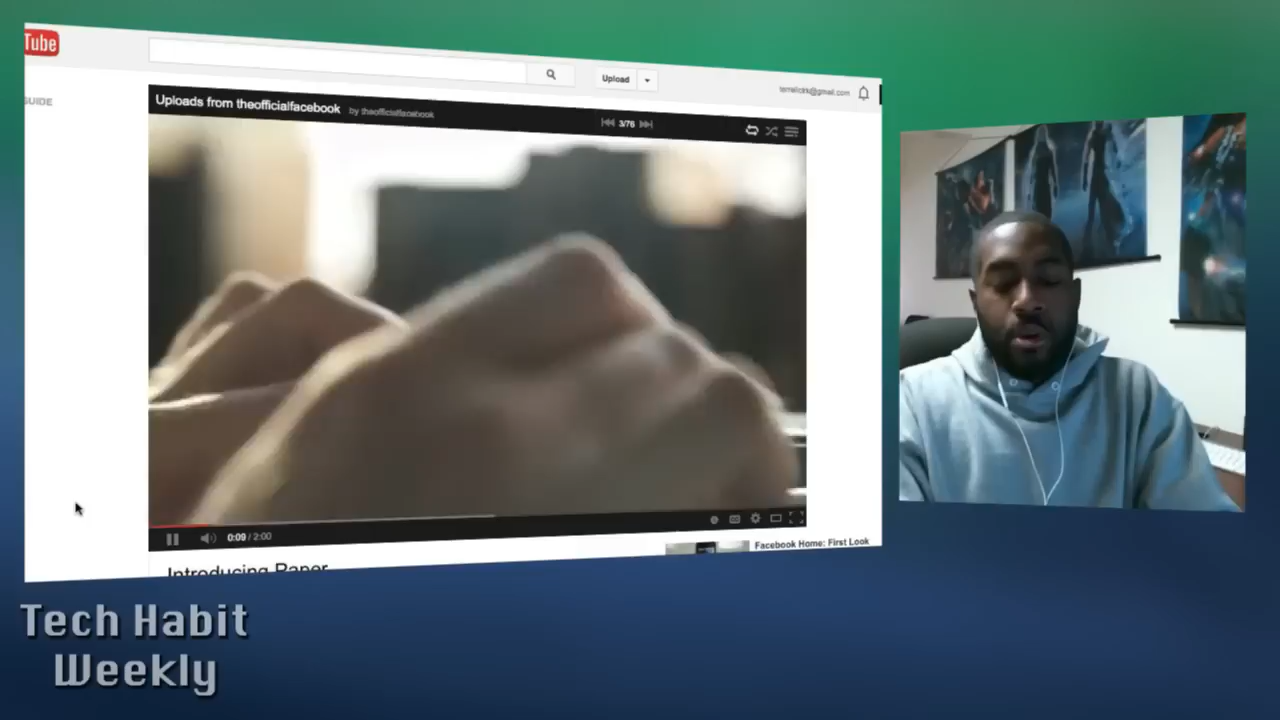 Tube
Upload
GUIDE
Uploads from theofficialfacebook by theofficialfacebook
3/76
0:09 / 2:00
Facebook Home: First Look
Introducing Paper
Tech Habit
Weekly